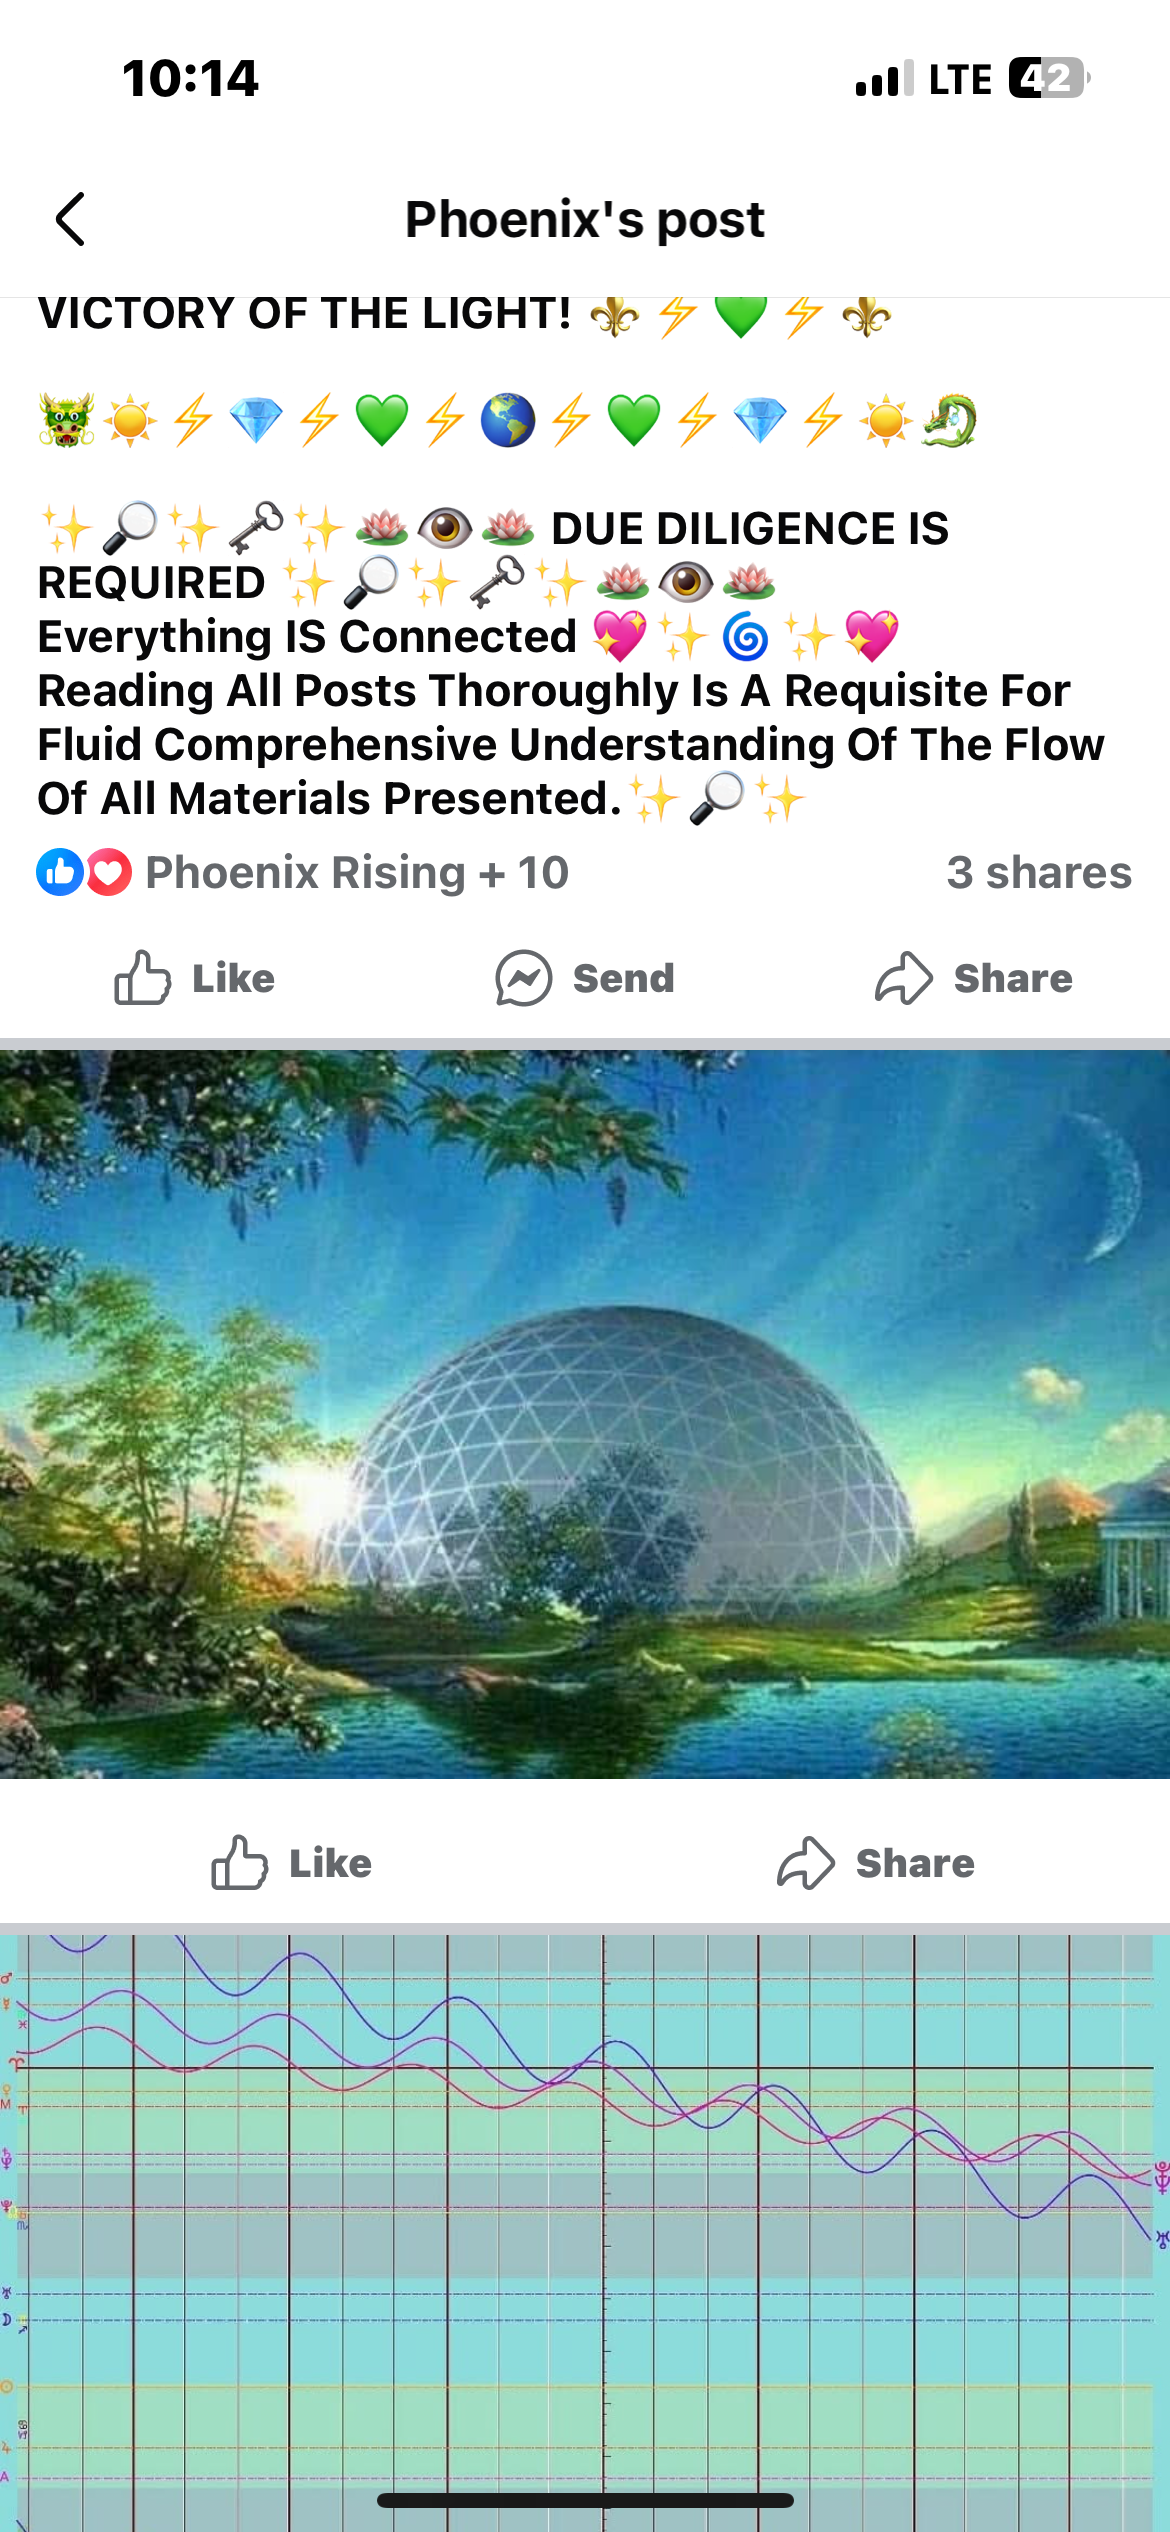 10:14 LTE 42
Phoenix's post
VICTORY OF THE LIGHT! ⚜️⚡💚⚡⚜️
🐲☀️⚡💎⚡💚⚡🌎⚡💚⚡💎⚡☀️🐉
✨🔎✨🗝️✨🪷👁️🪷 DUE DILIGENCE IS
REQUIRED ✨🔎✨🗝️✨🪷👁️🪷
Everything IS Connected 💖✨🌀✨💖
Reading All Posts Thoroughly Is A Requisite For
Fluid Comprehensive Understanding Of The Flow
Of All Materials Presented.✨🔎✨
Phoenix Rising + 10 3 shares
Like Send Share
Like Share
♂
☿
♓
♈
♀
M
♄
♆
♅
☽
☉
♃
A